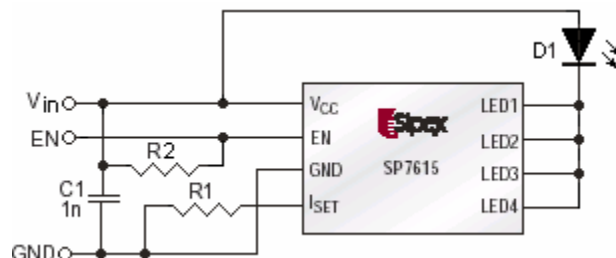 D1
Vin
VCC
Sipex
LED1
EN
EN
LED2
R2
GND
SP7615
LED3
C1
1n
R1
ISET
LED4
GND